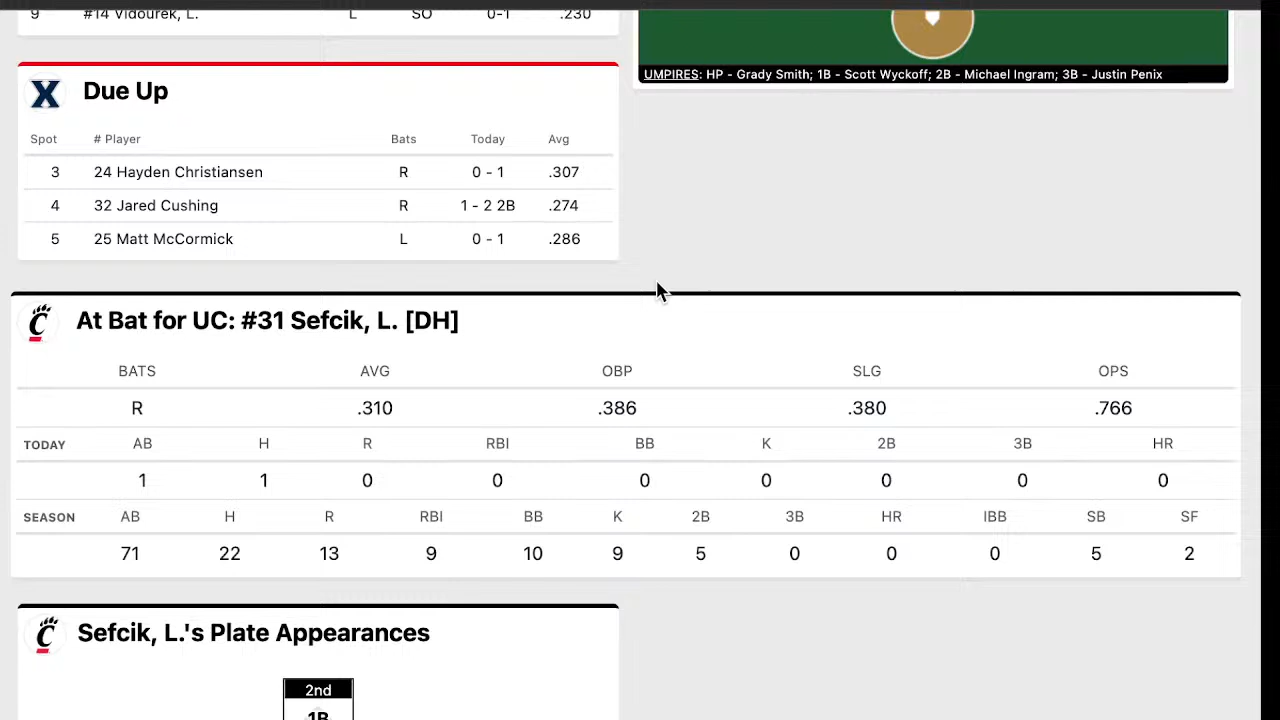 9 #14 Vidourek, L. L SO 0-1 .230
UMPIRES: HP - Grady Smith; 1B - Scott Wyckoff; 2B - Michael Ingram; 3B - Justin Penix
X Due Up
Spot # Player Bats Today Avg
3 24 Hayden Christiansen R 0 - 1 .307
4 32 Jared Cushing R 1 - 2 2B .274
5 25 Matt McCormick L 0 - 1 .286
C At Bat for UC: #31 Sefcik, L. [DH]
BATS AVG OBP SLG OPS
R .310 .386 .380 .766
TODAY AB H R RBI BB K 2B 3B HR
1 1 0 0 0 0 0 0 0
SEASON AB H R RBI BB K 2B 3B HR IBB SB SF
71 22 13 9 10 9 5 0 0 0 5 2
C Sefcik, L.'s Plate Appearances
2nd
1B